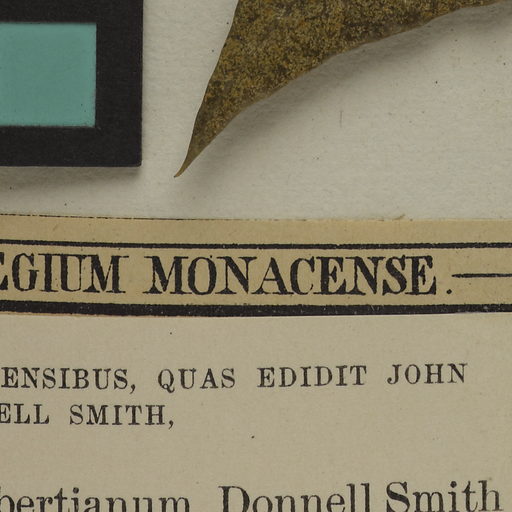 EGIUM MONACENSE.
ENSIBUS, QUAS EDIDIT JOHN
ELL SMITH,
bertianum Donnell Smith